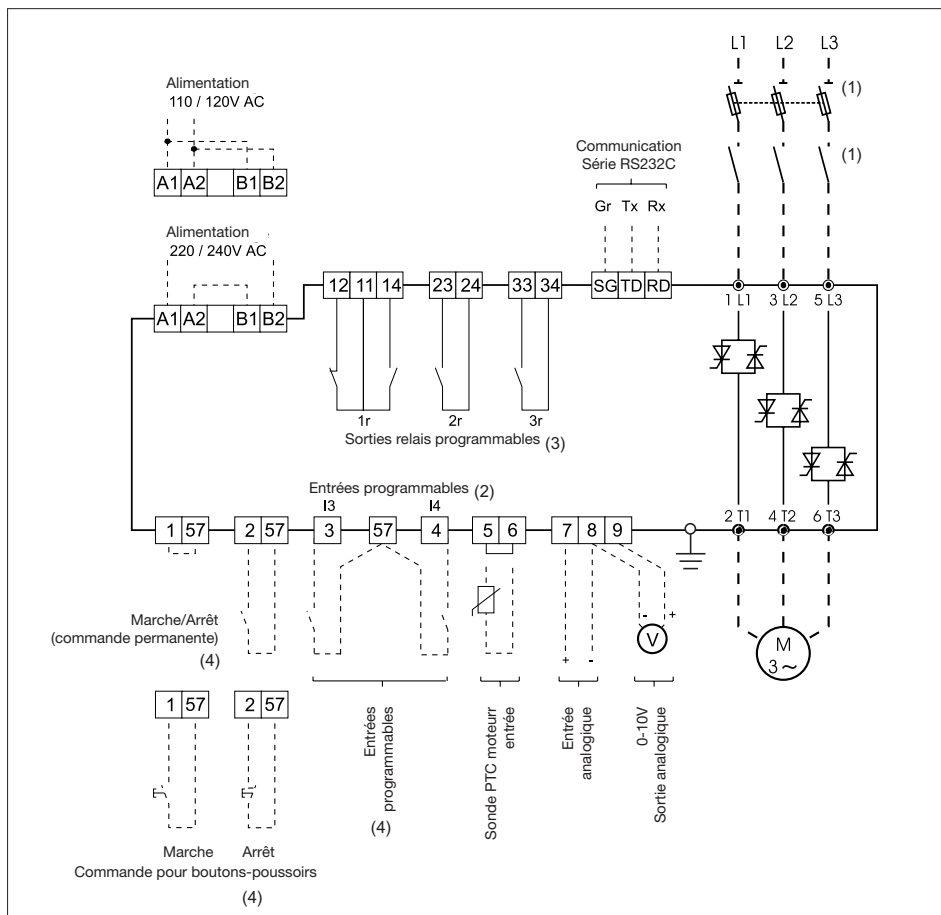 L1 L2 L3
(1)
(1)
Alimentation
110 / 120V AC
A1 A2 B1 B2
Communication
Série RS232C
Gr Tx Rx
Alimentation
220 / 240V AC
A1 A2 B1 B2
12 11 14 23 24 33 34 SG TD RD
1 L1 3 L2 5 L3
1r 2r 3r
Sorties relais programmables (3)
Entrées programmables (2)
I3 I4
1 57 2 57 3 57 4 5 6 7 8 9
2 T1 4 T2 6 T3
Marche/Arrêt
(commande permanente)
(4)
- +
V
+ -
M
3 ~
1 57 2 57
Entrées
programmables
(4)
Sonde PTC moteurr
entrée
Entrée
analogique
0-10V
Sortie analogique
Marche Arrêt
Commande pour boutons-poussoirs
(4)